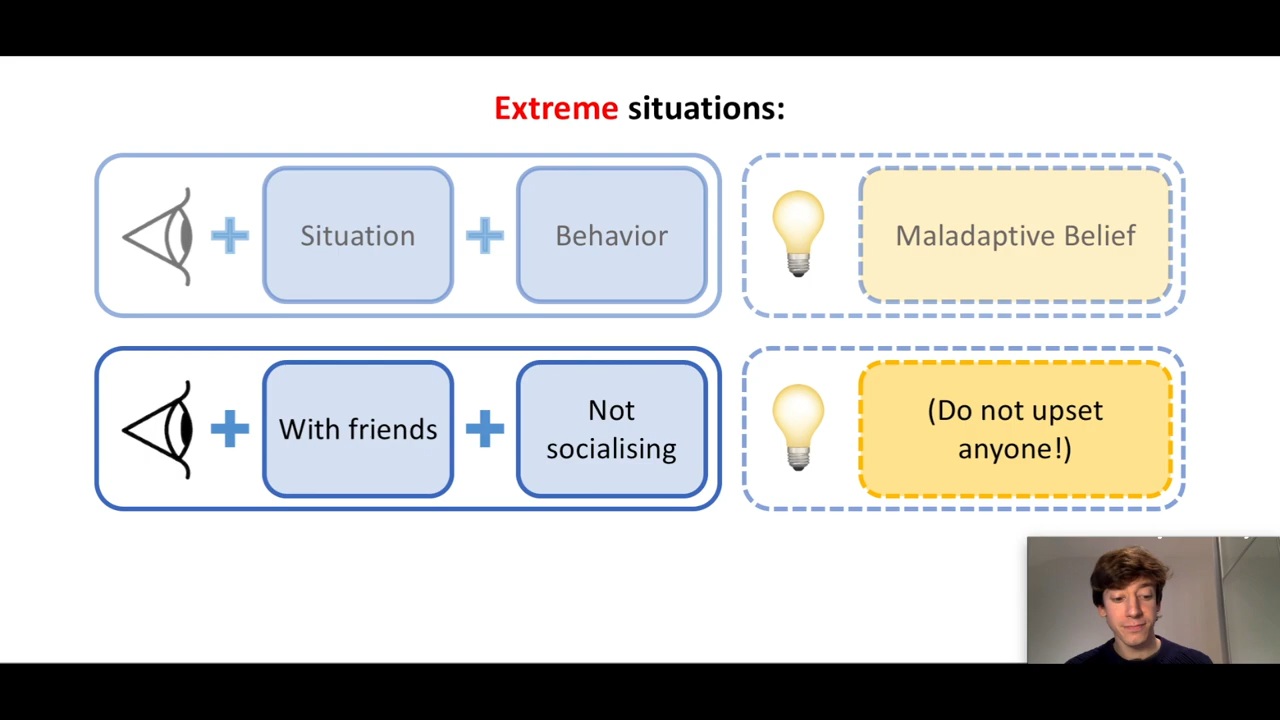 Extreme situations:
Situation
Behavior
Maladaptive Belief
With friends
Not
socialising
(Do not upset
anyone!)